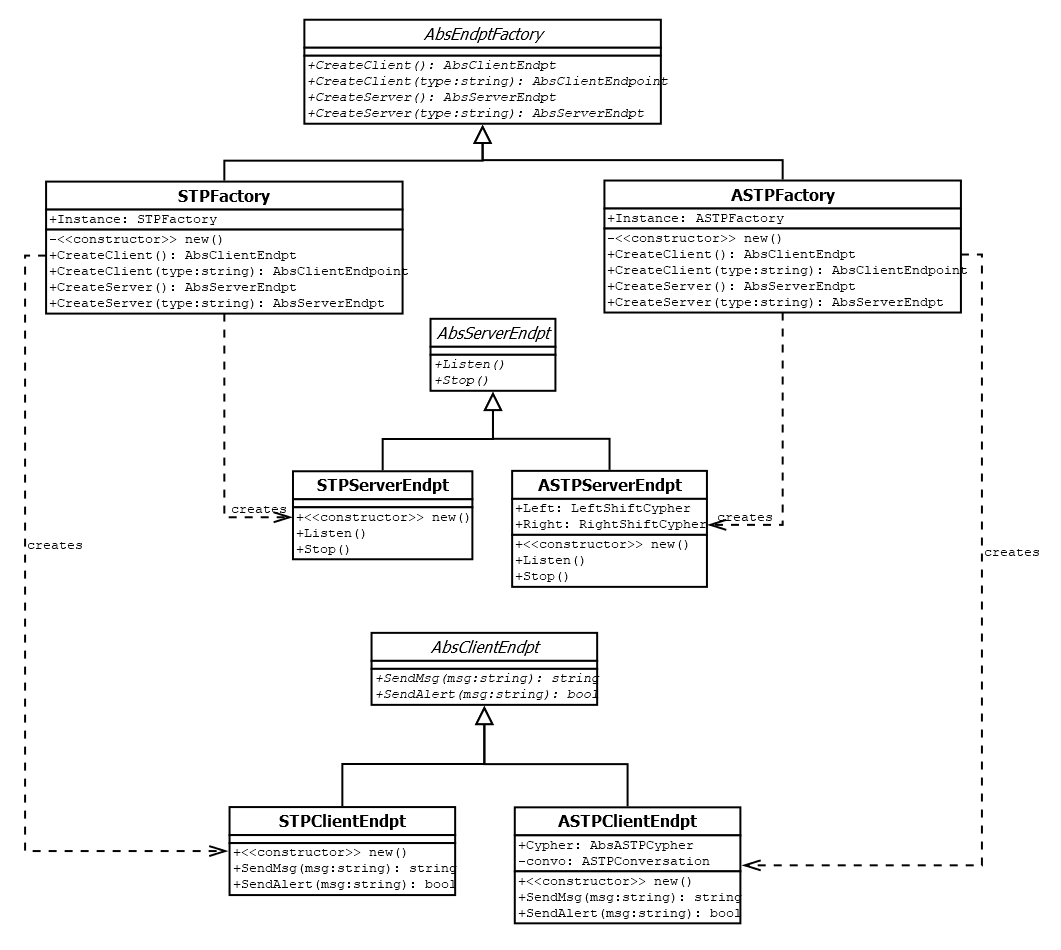 AbsEndptFactory
+CreateClient(): AbsClientEndpt
+CreateClient(type:string): AbsClientEndpoint
+CreateServer(): AbsServerEndpt
+CreateServer(type:string): AbsServerEndpt
STPFactory
+Instance: STPFactory
-<<constructor>> new()
+CreateClient(): AbsClientEndpt
+CreateClient(type:string): AbsClientEndpoint
+CreateServer(): AbsServerEndpt
+CreateServer(type:string): AbsServerEndpt
ASTPFactory
+Instance: ASTPFactory
-<<constructor>> new()
+CreateClient(): AbsClientEndpt
+CreateClient(type:string): AbsClientEndpoint
+CreateServer(): AbsServerEndpt
+CreateServer(type:string): AbsServerEndpt
AbsServerEndpt
+Listen()
+Stop()
STPServerEndpt
+<<constructor>> new()
+Listen()
+Stop()
creates
ASTPServerEndpt
+Left: LeftShiftCypher
+Right: RightShiftCypher
+<<constructor>> new()
+Listen()
+Stop()
creates
creates
creates
AbsClientEndpt
+SendMsg(msg:string): string
+SendAlert(msg:string): bool
STPClientEndpt
+<<constructor>> new()
+SendMsg(msg:string): string
+SendAlert(msg:string): bool
ASTPClientEndpt
+Cypher: AbsASTPCypher
-convo: ASTPConversation
+<<constructor>> new()
+SendMsg(msg:string): string
+SendAlert(msg:string): bool